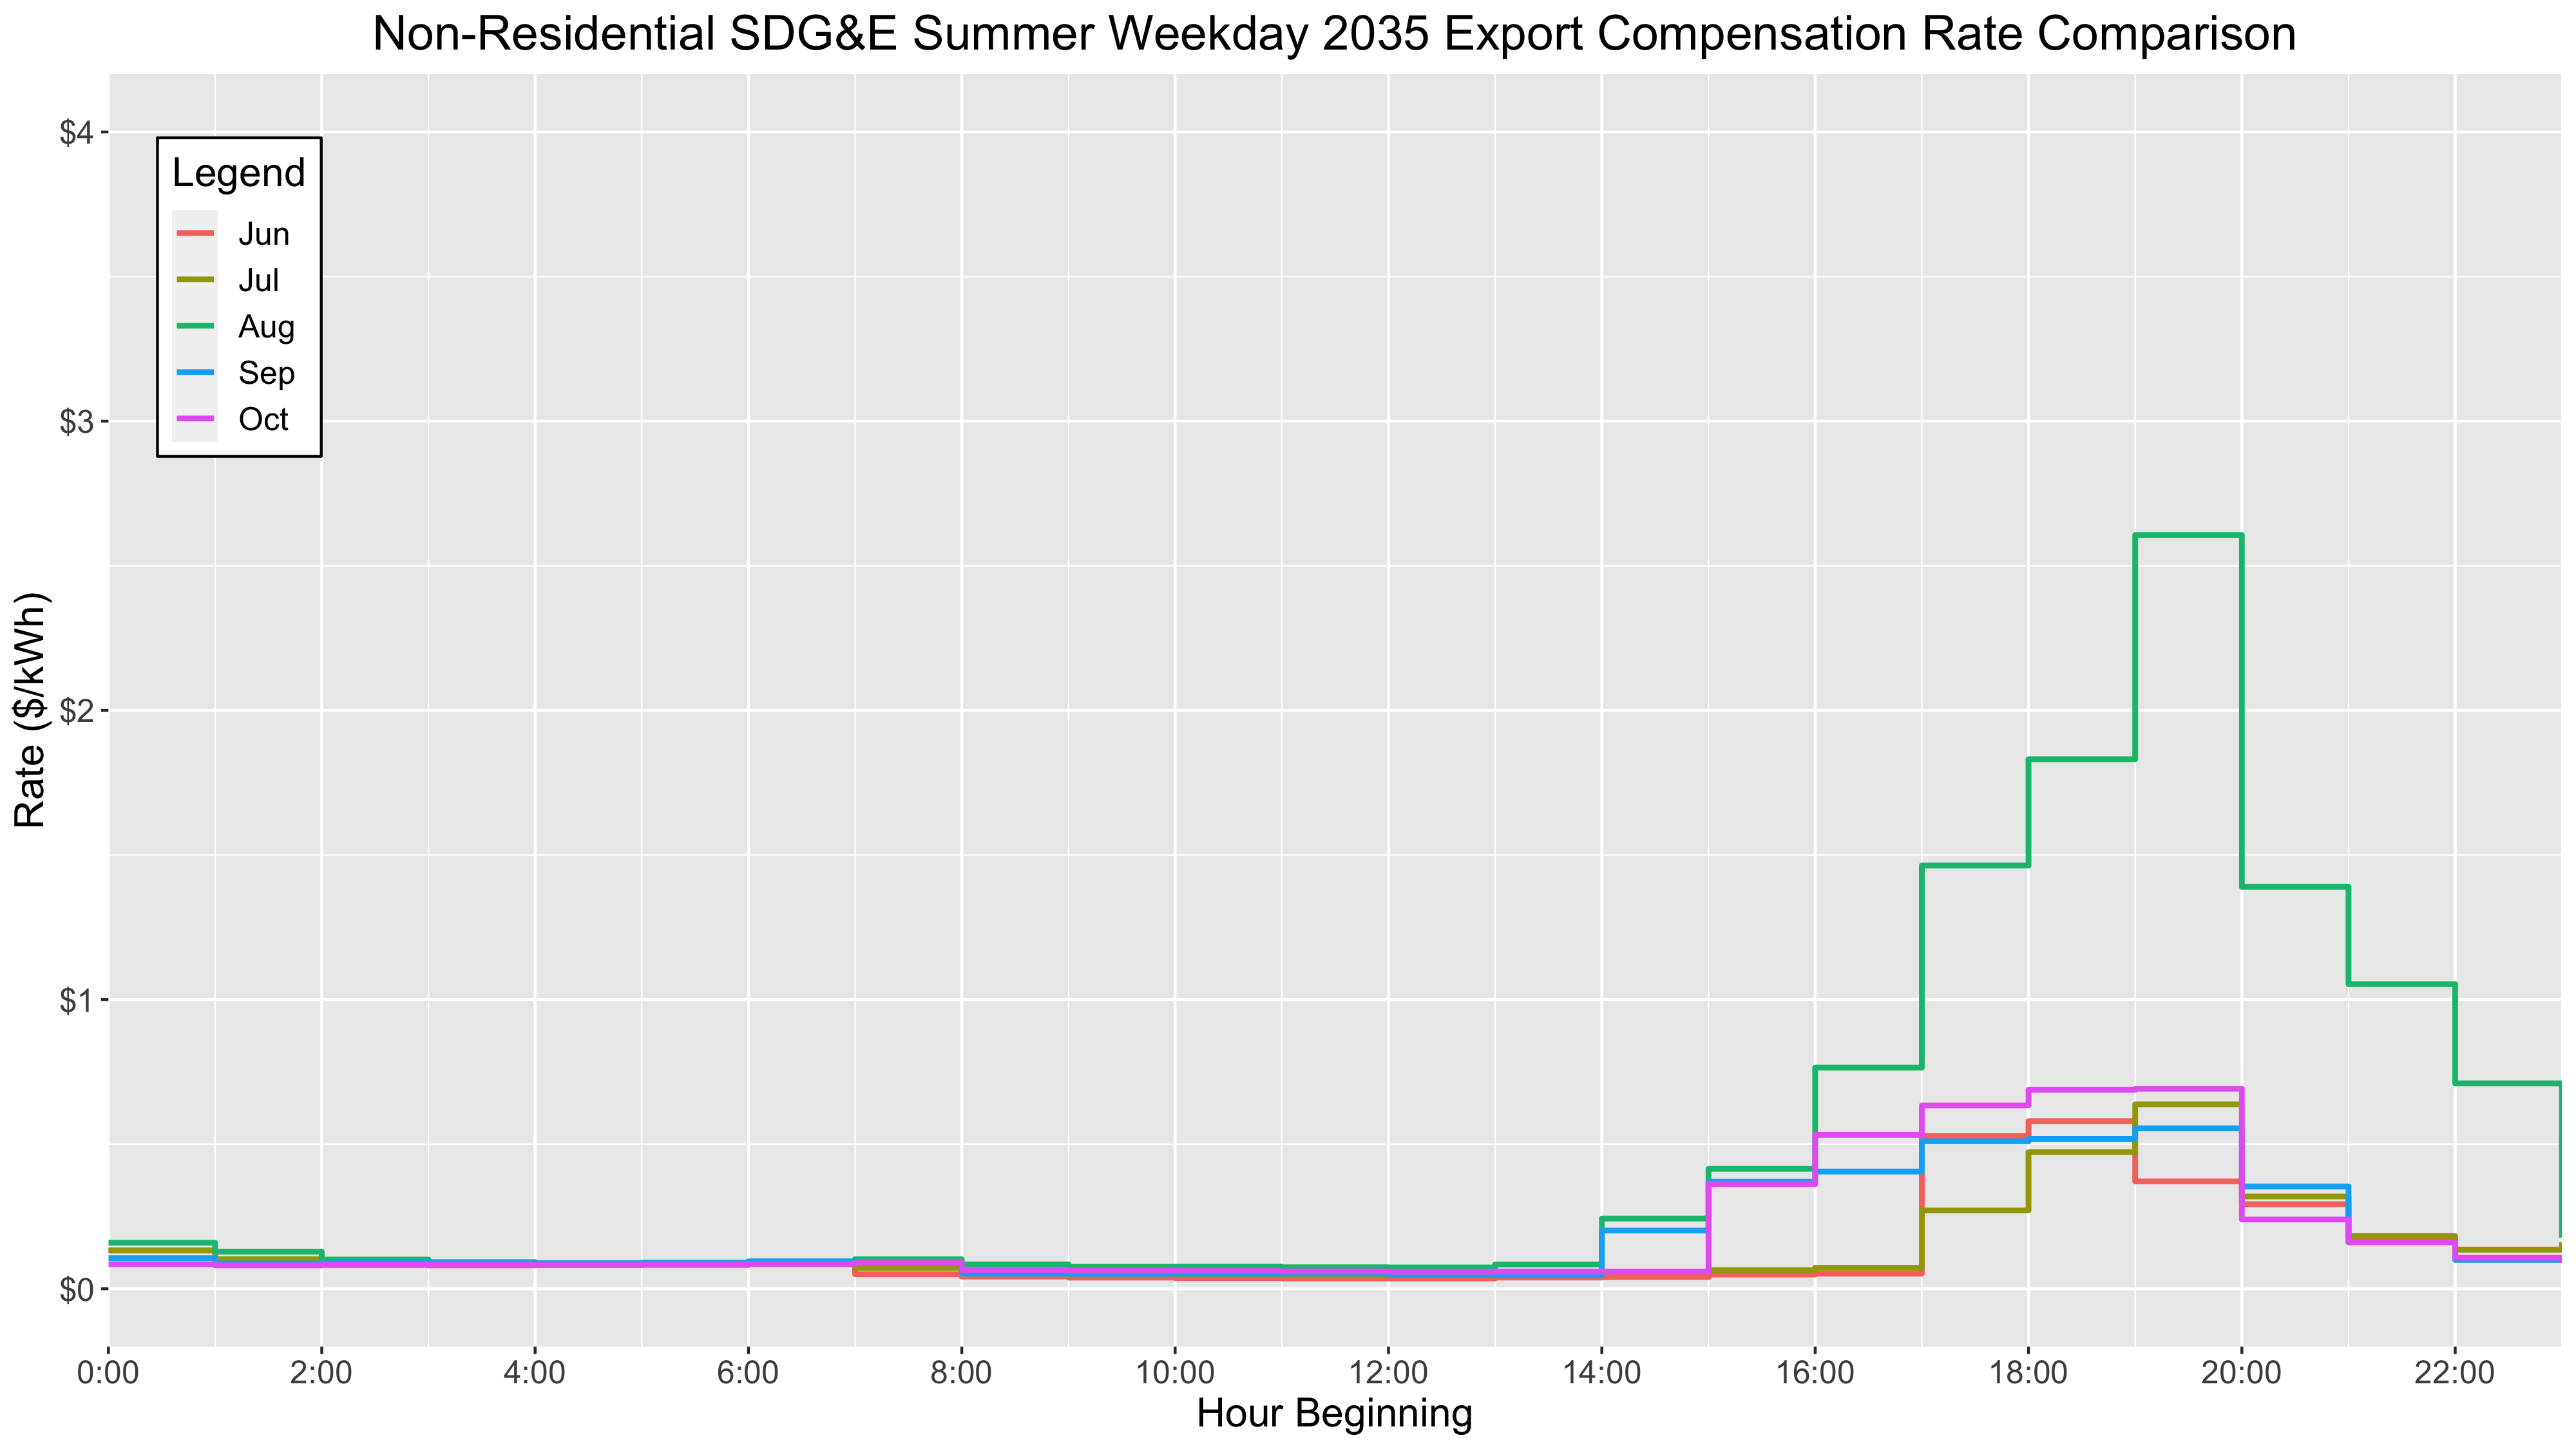 Non-Residential SDG&E Summer Weekday 2035 Export Compensation Rate Comparison
$4
Legend
Jun
Jul
Aug
Sep
Oct
$3
Rate ($/kWh)
$2
$1
$0
0:00 2:00 4:00 6:00 8:00 10:00 12:00 14:00 16:00 18:00 20:00 22:00
Hour Beginning